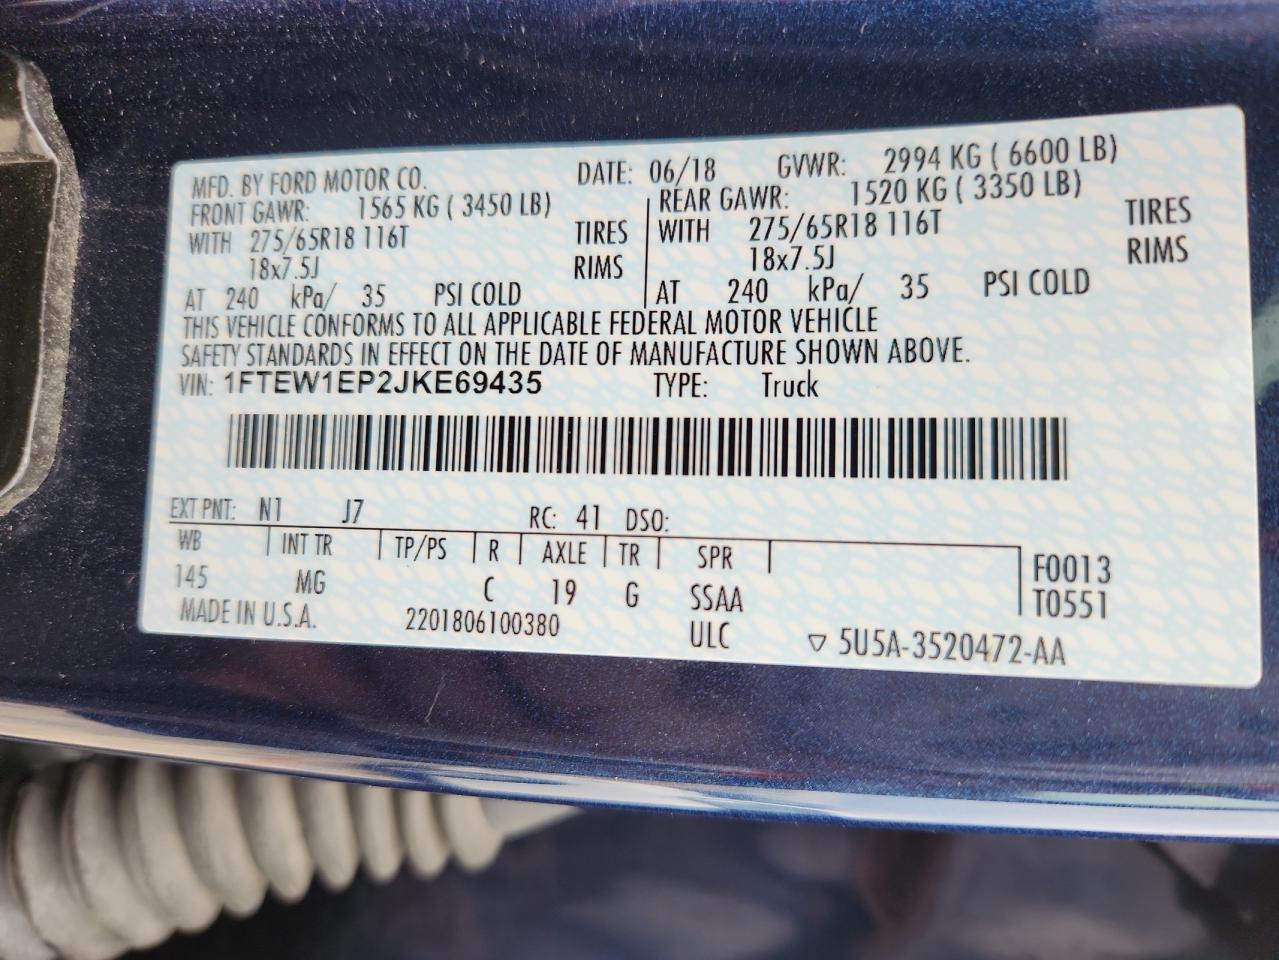 MFD. BY FORD MOTOR CO. DATE: 06/18 GVWR: 2994 KG ( 6600 LB)
FRONT GAWR: 1565 KG ( 3450 LB) REAR GAWR: 1520 KG ( 3350 LB)
WITH 275/65R18 116T TIRES WITH 275/65R18 116T TIRES
18x7.5J RIMS 18x7.5J RIMS
AT 240 kPa/ 35 PSI COLD AT 240 kPa/ 35 PSI COLD
THIS VEHICLE CONFORMS TO ALL APPLICABLE FEDERAL MOTOR VEHICLE
SAFETY STANDARDS IN EFFECT ON THE DATE OF MANUFACTURE SHOWN ABOVE.
VIN: 1FTEW1EP2JKE69435 TYPE: Truck
EXT PNT: N1 J7 RC: 41 DSO:
WB INT TR TP/PS R AXLE TR SPR F0013
145 MG C 19 G SSAA T0551
MADE IN U.S.A. 2201806100380 ULC ▽ 5U5A-3520472-AA